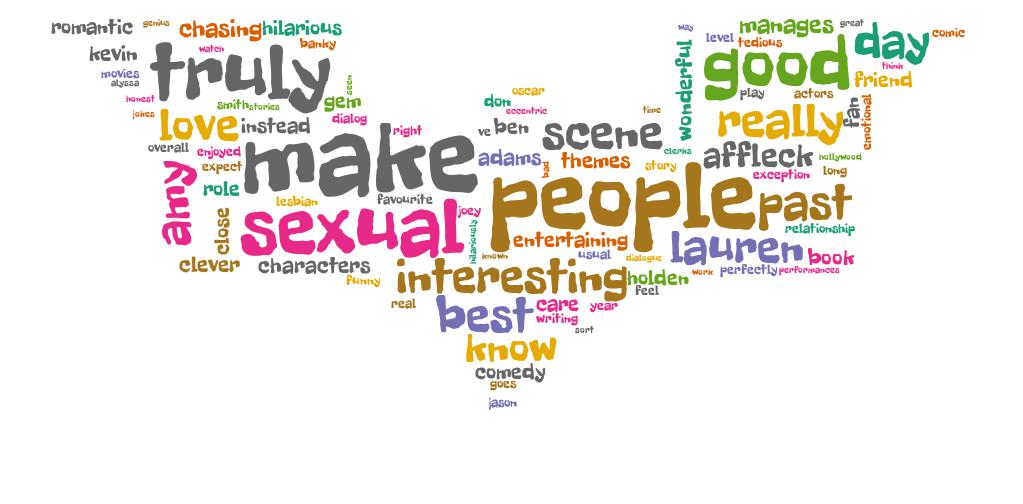 romantic
genius
chasing
hilarious
manages
great
kevin
watch
banky
way
level
tedious
day
comic
movies
alyssa
truly
seen
good
think
friend
honest
smith
stories
gem
oscar
don
eccentric
wonderful
play
actors
jokes
love
instead
dialog
right
ve
ben
scene
time
really
fan
emotional
overall
enjoyed
make
adams
bad
themes
story
clerks
affleck
hollywood
amy
expect
role
exception
long
lesbian
favourite
people
past
close
sexual
joey
hilariously
known
entertaining
usual
dialogue
lauren
relationship
book
clever
characters
funny
interesting
holden
feel
work
perfectly
performances
real
best
care
year
writing
sort
know
comedy
goes
jason